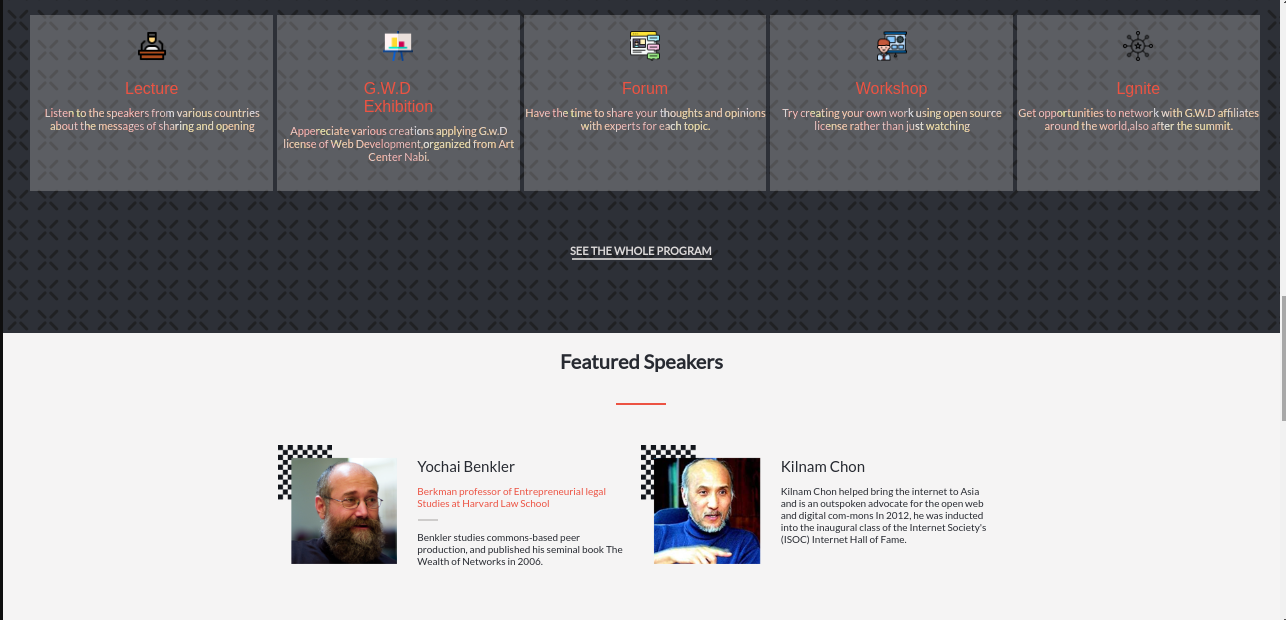 Lecture
Listen to the speakers from various countries
about the messages of sharing and opening
G.W.D
Exhibition
Appereciate various creations applying G.w.D
license of Web Development,organized from Art
Center Nabi.
Forum
Have the time to share your thoughts and opinions
with experts for each topic.
Workshop
Try creating your own work using open source
license rather than just watching
Lgnite
Get opportunities to network with G.W.D affiliates
around the world,also after the summit.
SEE THE WHOLE PROGRAM
Featured Speakers
Yochai Benkler
Berkman professor of Entrepreneurial legal
Studies at Harvard Law School
Benkler studies commons-based peer
production, and published his seminal book The
Wealth of Networks in 2006.
Kilnam Chon
Kilnam Chon helped bring the internet to Asia
and is an outspoken advocate for the open web
and digital com-mons In 2012, he was inducted
into the inaugural class of the Internet Society's
(ISOC) Internet Hall of Fame.